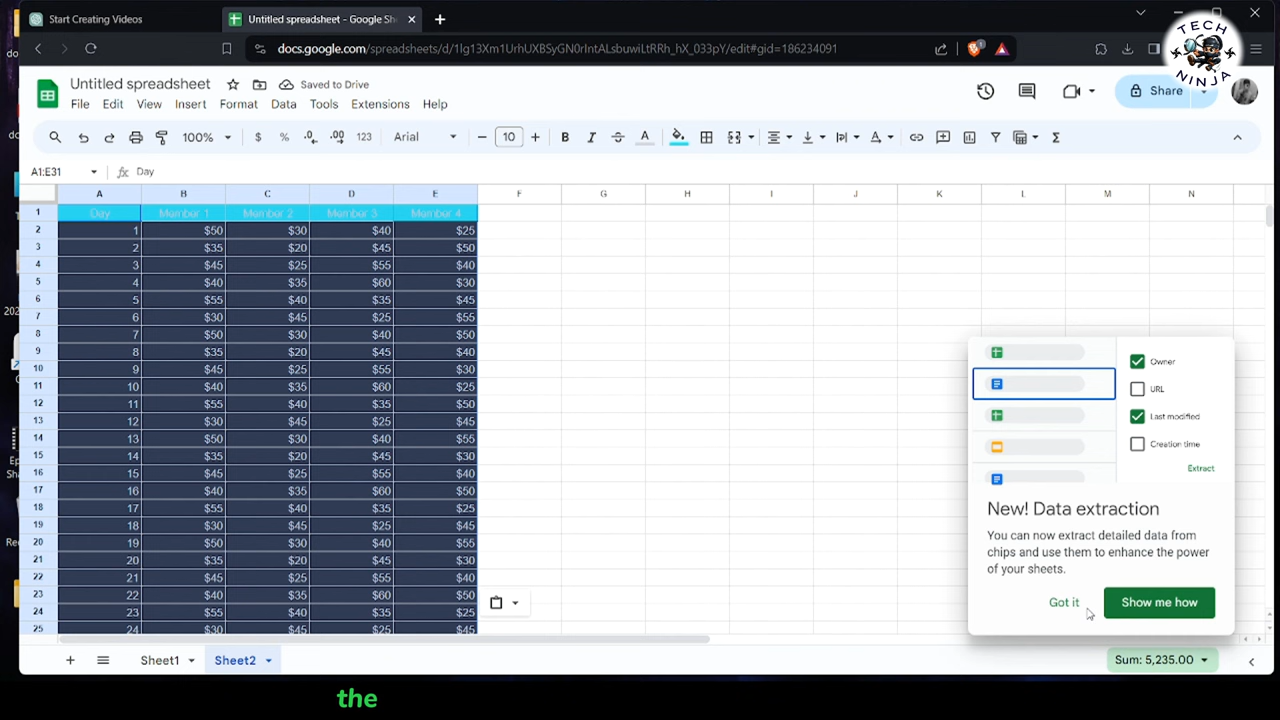 Start Creating Videos
Untitled spreadsheet - Google She
TECH
NINJA
docs.google.com/spreadsheets/d/1Ig13Xm1UrhUXBSyGN0rIntALsbuwiLtRRh_hX_033pY/edit#gid=186234091
Untitled spreadsheet
Saved to Drive
File Edit View Insert Format Data Tools Extensions Help
Share
100% $ % .0 .00 123 Arial 10 B I A
A1:E31 fx Day
A B C D E F G H I J K L M N
1 Day Member 1 Member 2 Member 3 Member 4
2 1 $50 $30 $40 $25
3 2 $35 $20 $45 $50
4 3 $45 $25 $55 $40
5 4 $40 $35 $60 $30
6 5 $55 $40 $35 $45
7 6 $30 $45 $25 $55
8 7 $50 $30 $40 $50
9 8 $35 $20 $45 $40
10 9 $45 $25 $55 $30
11 10 $40 $35 $60 $25
12 11 $55 $40 $35 $50
13 12 $30 $45 $25 $45
14 13 $50 $30 $40 $55
15 14 $35 $20 $45 $30
16 15 $45 $25 $55 $40
17 16 $40 $35 $60 $50
18 17 $55 $40 $35 $25
19 18 $30 $45 $25 $45
20 19 $50 $30 $40 $55
21 20 $35 $20 $45 $30
22 21 $45 $25 $55 $40
23 22 $40 $35 $60 $50
24 23 $55 $40 $35 $25
25 24 $30 $45 $25 $45
Owner
URL
Last modified
Creation time
Extract
New! Data extraction
You can now extract detailed data from
chips and use them to enhance the power
of your sheets.
Got it Show me how
Sheet1 Sheet2 Sum: 5,235.00
the